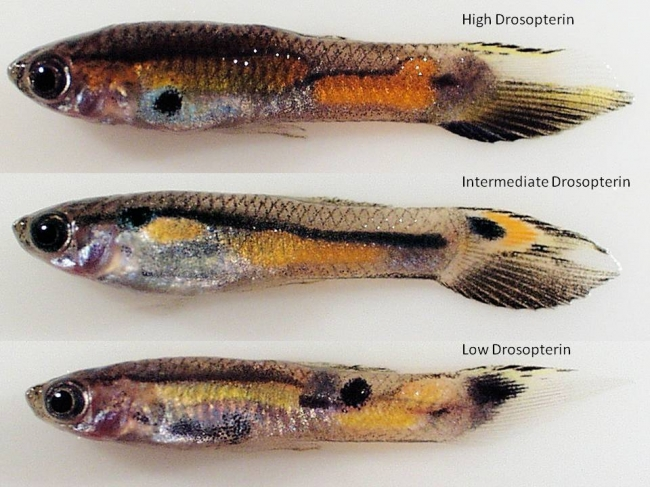 High Drosopterin
Intermediate Drosopterin
Low Drosopterin